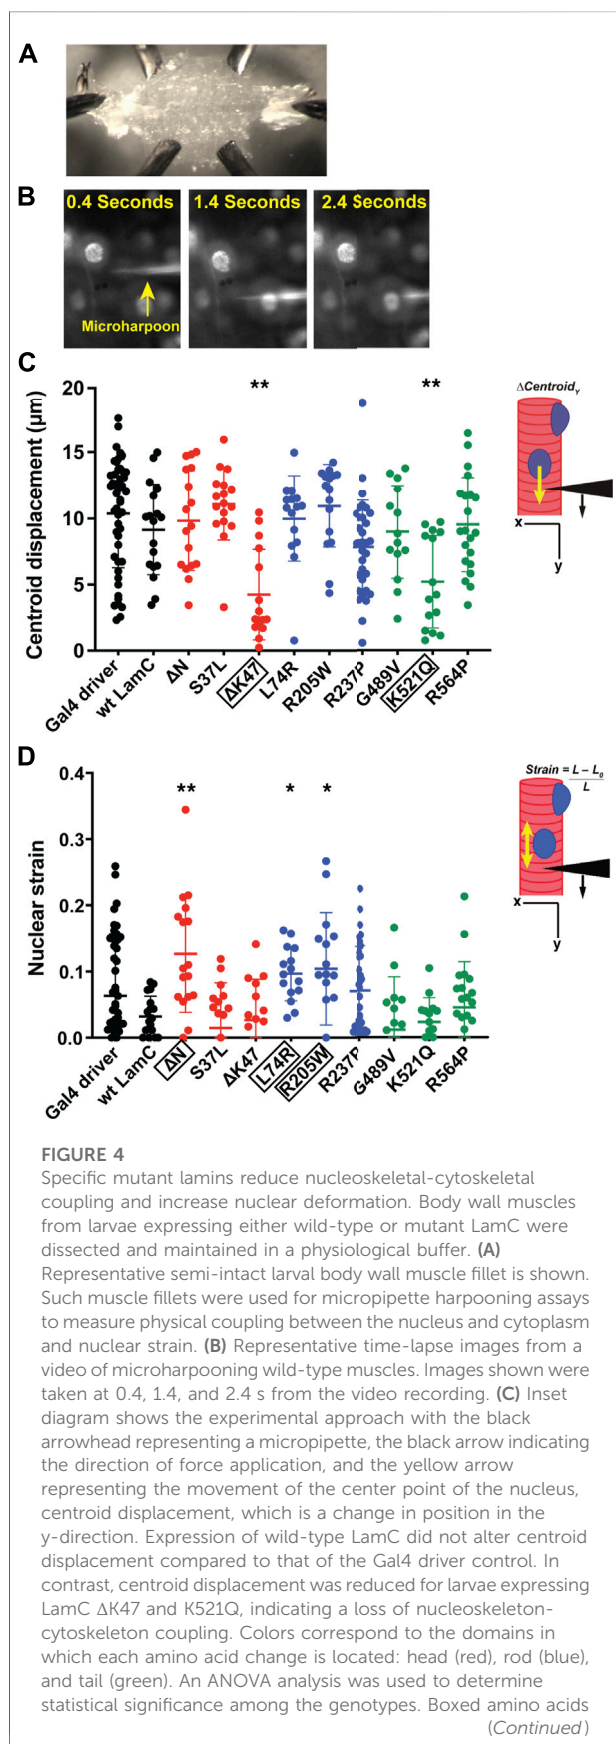 A
B
0.4 Seconds
1.4 Seconds
2.4 Seconds
Microharpoon
C
Centroid displacement (µm)
20
15
10
5
0
**
**
Gal4 driver
wt LamC
ΔN
S37L
ΔK47
L74R
R205W
R237P
G489V
K521Q
R564P
ΔCentroidY
x
y
D
Nuclear strain
0.4
0.3
0.2
0.1
0.0
**
*
*
Gal4 driver
wt LamC
ΔN
S37L
ΔK47
L74R
R205W
R237P
G489V
K521Q
R564P
Strain = L – L0
L
x
y
FIGURE 4
Specific mutant lamins reduce nucleoskeletal-cytoskeletal
coupling and increase nuclear deformation. Body wall muscles
from larvae expressing either wild-type or mutant LamC were
dissected and maintained in a physiological buffer. (A)
Representative semi-intact larval body wall muscle fillet is shown.
Such muscle fillets were used for micropipette harpooning assays
to measure physical coupling between the nucleus and cytoplasm
and nuclear strain. (B) Representative time-lapse images from a
video of microharpooning wild-type muscles. Images shown were
taken at 0.4, 1.4, and 2.4 s from the video recording. (C) Inset
diagram shows the experimental approach with the black
arrowhead representing a micropipette, the black arrow indicating
the direction of force application, and the yellow arrow
representing the movement of the center point of the nucleus,
centroid displacement, which is a change in position in the
y-direction. Expression of wild-type LamC did not alter centroid
displacement compared to that of the Gal4 driver control. In
contrast, centroid displacement was reduced for larvae expressing
LamC ΔK47 and K521Q, indicating a loss of nucleoskeleton-
cytoskeleton coupling. Colors correspond to the domains in
which each amino acid change is located: head (red), rod (blue),
and tail (green). An ANOVA analysis was used to determine
statistical significance among the genotypes. Boxed amino acids
(Continued)